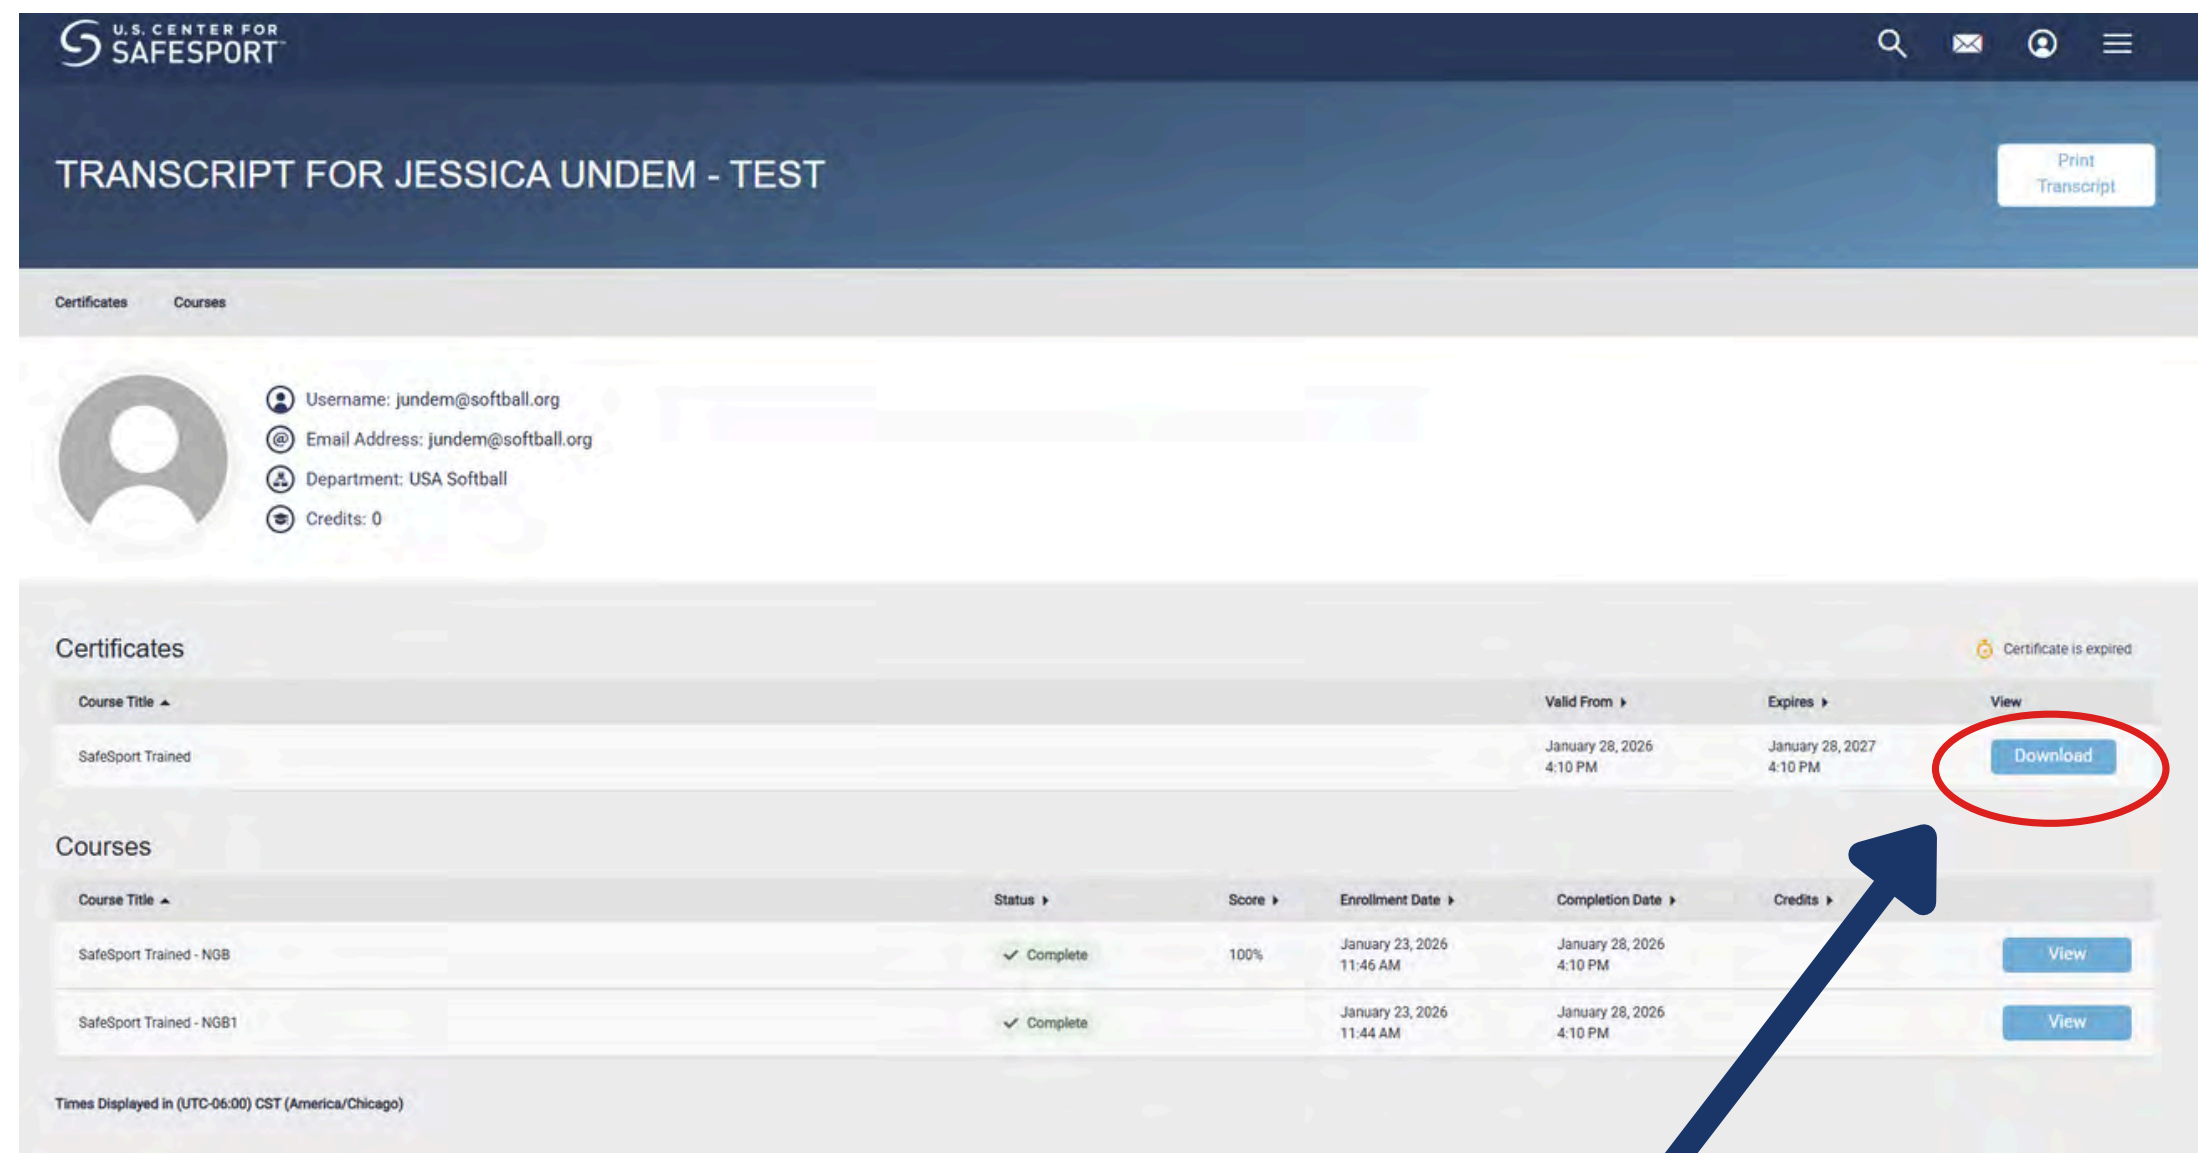 U.S. CENTER FOR
SAFESPORT™
TRANSCRIPT FOR JESSICA UNDEM - TEST
Print
Transcript
Certificates Courses
Username: jundem@softball.org
Email Address: jundem@softball.org
Department: USA Softball
Credits: 0
Certificates
Certificate is expired
Course Title Valid From Expires View
SafeSport Trained January 28, 2026 January 28, 2027 Download
4:10 PM 4:10 PM
Courses
Course Title Status Score Enrollment Date Completion Date Credits
SafeSport Trained - NGB Complete 100% January 23, 2026 January 28, 2026 View
11:46 AM 4:10 PM
SafeSport Trained - NGB1 Complete January 23, 2026 January 28, 2026 View
11:44 AM 4:10 PM
Times Displayed in (UTC-06:00) CST (America/Chicago)